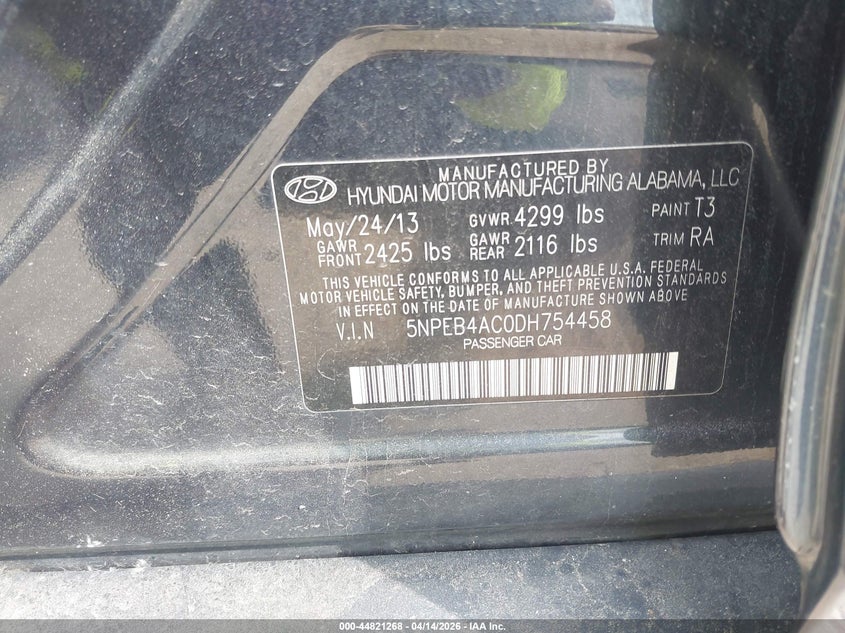 MANUFACTURED BY
HYUNDAI MOTOR MANUFACTURING ALABAMA, LLC
May/24/13 GVWR 4299 lbs PAINT T3
GAWR FRONT 2425 lbs GAWR REAR 2116 lbs TRIM RA
THIS VEHICLE CONFORMS TO ALL APPLICABLE U.S.A. FEDERAL
MOTOR VEHICLE SAFETY, BUMPER, AND THEFT PREVENTION STANDARDS
IN EFFECT ON THE DATE OF MANUFACTURE SHOWN ABOVE
V.I.N 5NPEB4AC0DH754458
PASSENGER CAR
000-44821268 - 04/14/2026 - IAA Inc.